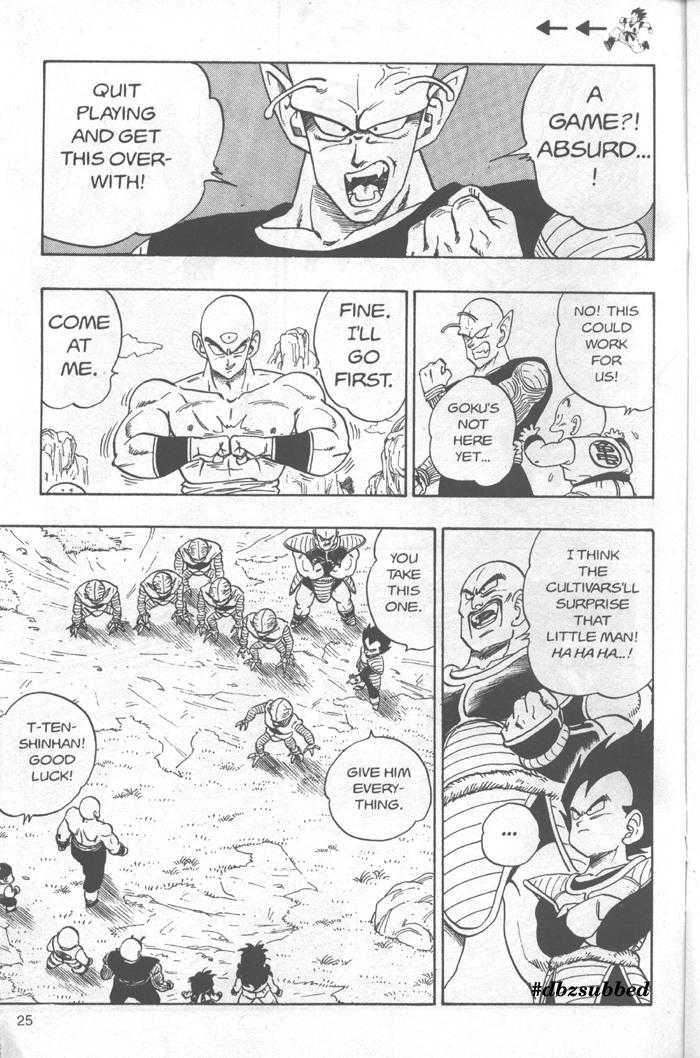 A
GAME?!
ABSURD...
!
QUIT
PLAYING
AND GET
THIS OVER-
WITH!
NO! THIS
COULD
WORK
FOR
US!
GOKU'S
NOT
HERE
YET...
FINE.
I'LL
GO
FIRST.
COME
AT
ME.
I THINK
THE
CULTIVARS'LL
SURPRISE
THAT
LITTLE MAN!
HA HA HA...!
...
YOU
TAKE
THIS
ONE.
GIVE HIM
EVERY-
THING.
T-TEN-
SHINHAN!
GOOD
LUCK!
#dbzsubbed
25